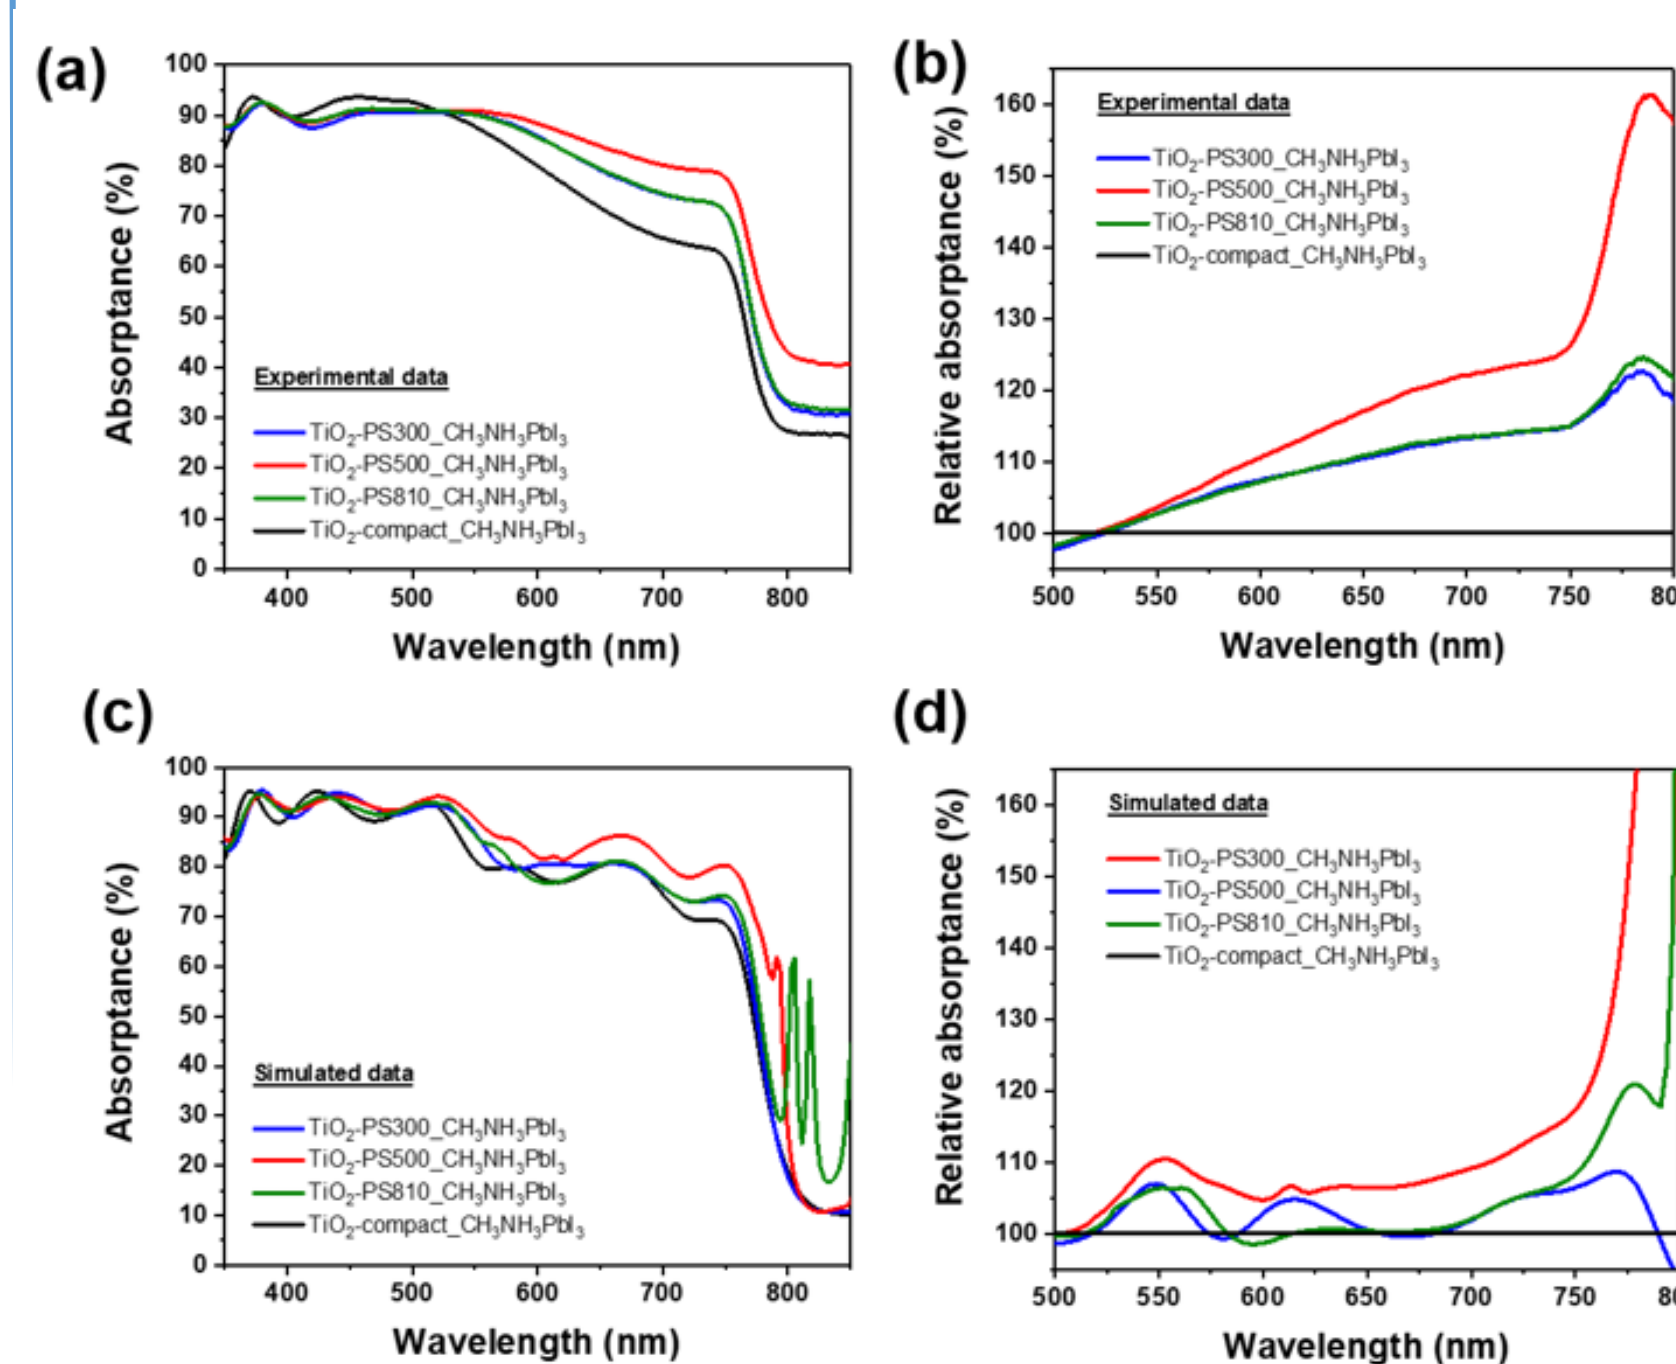 (a)
100
90
80
70
60
50
40
30
20
10
0
Absorptance (%)
Experimental data
TiO₂-PS300_CH₃NH₃PbI₃
TiO₂-PS500_CH₃NH₃PbI₃
TiO₂-PS810_CH₃NH₃PbI₃
TiO₂-compact_CH₃NH₃PbI₃
400 500 600 700 800
Wavelength (nm)
(b)
160
150
140
130
120
110
100
Relative absorptance (%)
Experimental data
TiO₂-PS300_CH₃NH₃PbI₃
TiO₂-PS500_CH₃NH₃PbI₃
TiO₂-PS810_CH₃NH₃PbI₃
TiO₂-compact_CH₃NH₃PbI₃
500 550 600 650 700 750
Wavelength (nm)
(c)
100
90
80
70
60
50
40
30
20
10
0
Absorptance (%)
Simulated data
TiO₂-PS300_CH₃NH₃PbI₃
TiO₂-PS500_CH₃NH₃PbI₃
TiO₂-PS810_CH₃NH₃PbI₃
TiO₂-compact_CH₃NH₃PbI₃
400 500 600 700 800
Wavelength (nm)
(d)
160
150
140
130
120
110
100
Relative absorptance (%)
Simulated data
TiO₂-PS300_CH₃NH₃PbI₃
TiO₂-PS500_CH₃NH₃PbI₃
TiO₂-PS810_CH₃NH₃PbI₃
TiO₂-compact_CH₃NH₃PbI₃
500 550 600 650 700 750
Wavelength (nm)